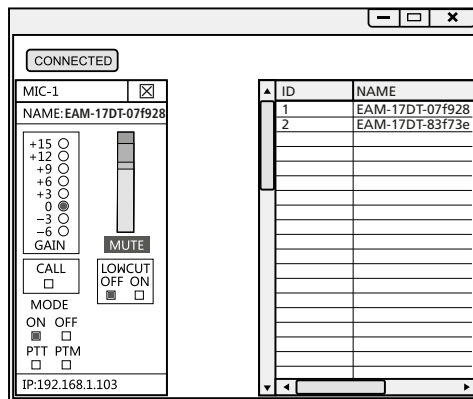 CONNECTED
MIC-1
NAME:EAM-17DT-07f928
+15
+12
+9
+6
+3
0
−3
−6
GAIN
MUTE
CALL
LOWCUT
OFF ON
MODE
ON OFF
PTT PTM
IP:192.168.1.103
ID NAME
1 EAM-17DT-07f928
2 EAM-17DT-83f73e